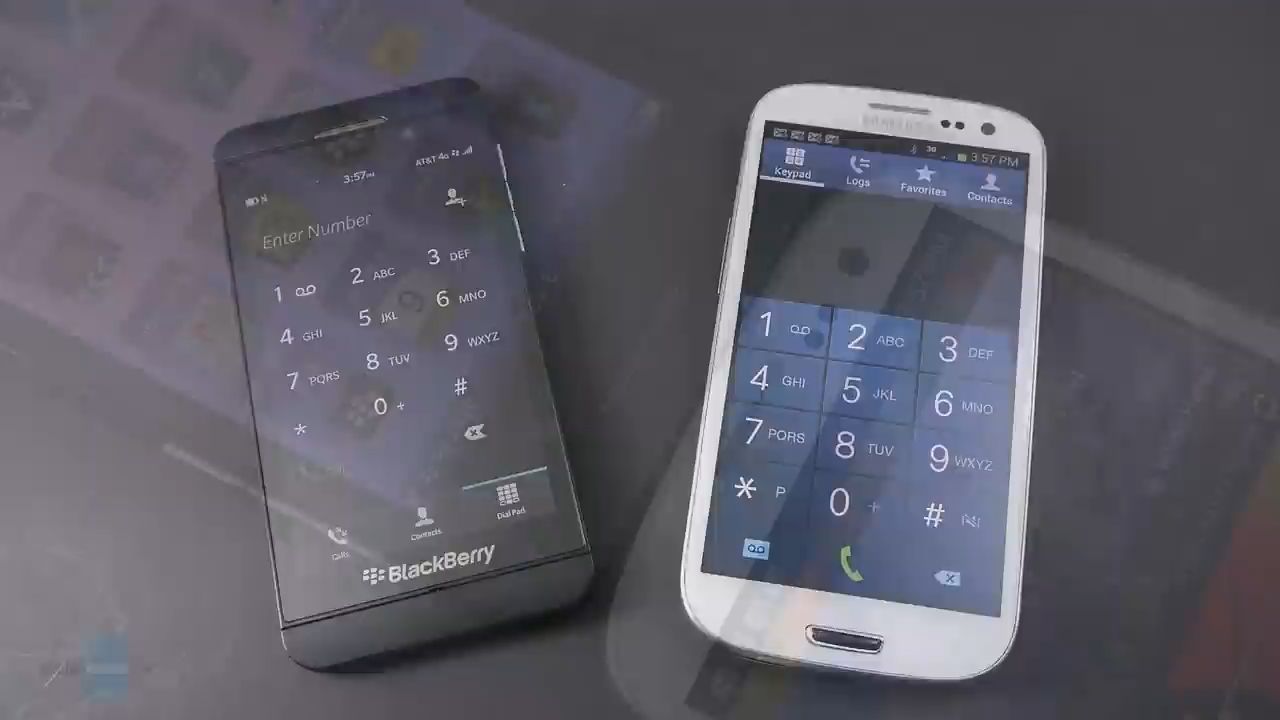 AT&T 4G
3:57PM
Enter Number
1
2 ABC
3 DEF
4 GHI
5 JKL
6 MNO
7 PQRS
8 TUV
9 WXYZ
*
0 +
#
Calls
Contacts
Dial Pad
BlackBerry
SAMSUNG
3G
3:57 PM
Keypad
Logs
Favorites
Contacts
1
2 ABC
3 DEF
4 GHI
5 JKL
6 MNO
7 PQRS
8 TUV
9 WXYZ
* P
0 +
#